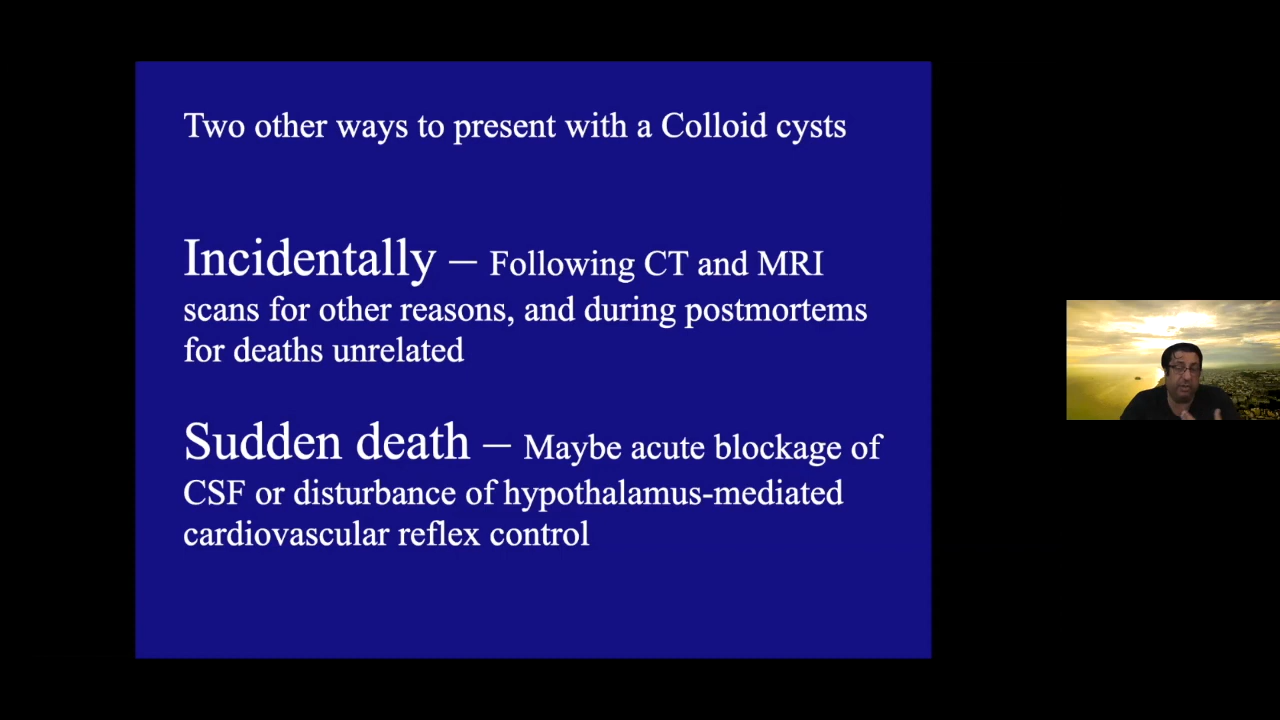 Two other ways to present with a Colloid cysts
Incidentally – Following CT and MRI
scans for other reasons, and during postmortems
for deaths unrelated
Sudden death – Maybe acute blockage of
CSF or disturbance of hypothalamus-mediated
cardiovascular reflex control